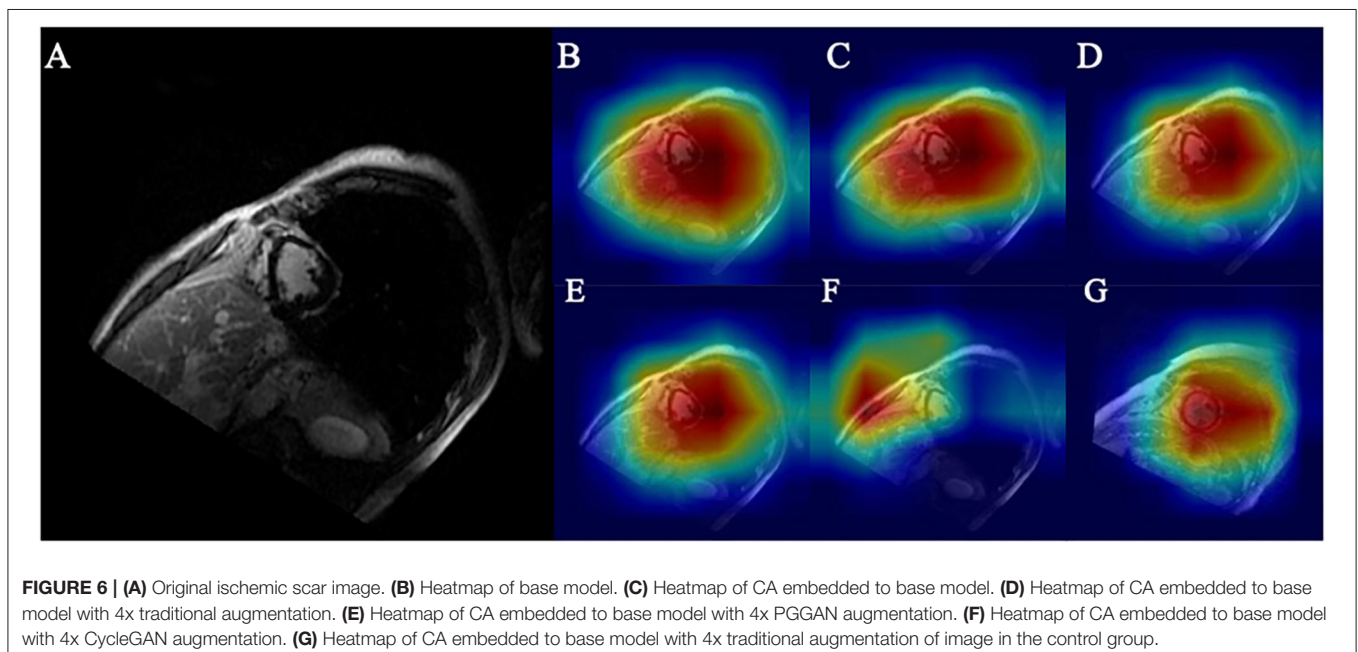 A
B
C
D
E
F
G
FIGURE 6 | (A) Original ischemic scar image. (B) Heatmap of base model. (C) Heatmap of CA embedded to base model. (D) Heatmap of CA embedded to base
model with 4x traditional augmentation. (E) Heatmap of CA embedded to base model with 4x PGGAN augmentation. (F) Heatmap of CA embedded to base model
with 4x CycleGAN augmentation. (G) Heatmap of CA embedded to base model with 4x traditional augmentation of image in the control group.